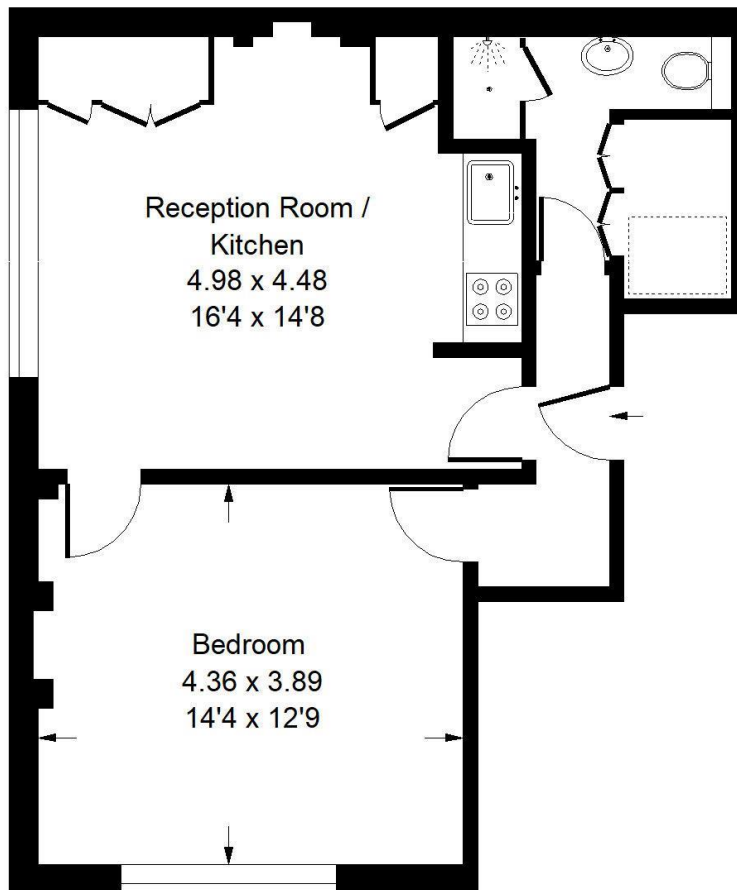 Reception Room /
Kitchen
4.98 x 4.48
16'4 x 14'8
Bedroom
4.36 x 3.89
14'4 x 12'9